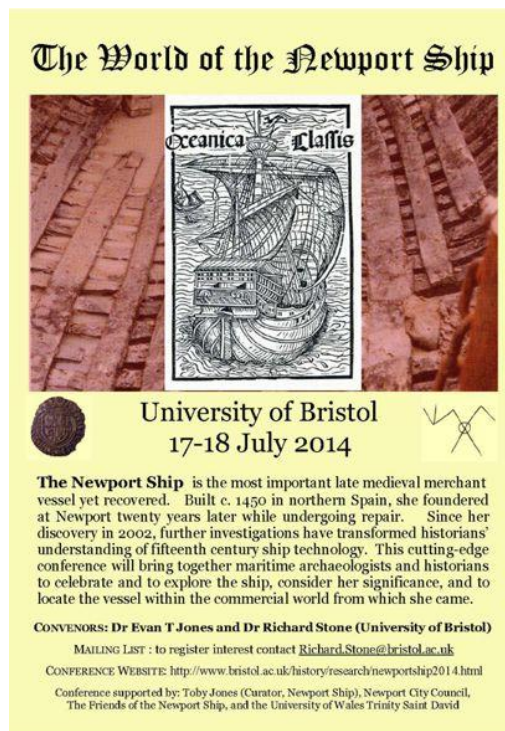 The World of the Newport Ship
Oceanica Classis
University of Bristol
17-18 July 2014
The Newport Ship is the most important late medieval merchant
vessel yet recovered. Built c. 1450 in northern Spain, she foundered
at Newport twenty years later while undergoing repair. Since her
discovery in 2002, further investigations have transformed historians'
understanding of fifteenth century ship technology. This cutting-edge
conference will bring together maritime archaeologists and historians
to celebrate and to explore the ship, consider her significance, and to
locate the vessel within the commercial world from which she came.
CONVENORS: Dr Evan T Jones and Dr Richard Stone (University of Bristol)
MAILING LIST : to register interest contact Richard.Stone@bristol.ac.uk
CONFERENCE WEBSITE: http://www.bristol.ac.uk/history/research/newportship2014.html
Conference supported by: Toby Jones (Curator, Newport Ship), Newport City Council,
The Friends of the Newport Ship, and the University of Wales Trinity Saint David